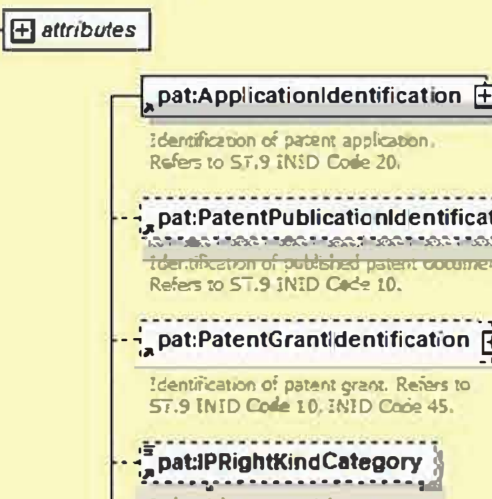 attributes
pat:ApplicationIdentification
Identification of patent application.
Refers to ST.9 INID Code 20.
pat:PatentPublicationIdentificat
Identification of published patent documen
Refers to ST.9 INID Code 10.
pat:PatentGrantIdentification
Identification of patent grant. Refers to
ST.9 INID Code 10. INID Code 45.
pat:IPRightKindCategory